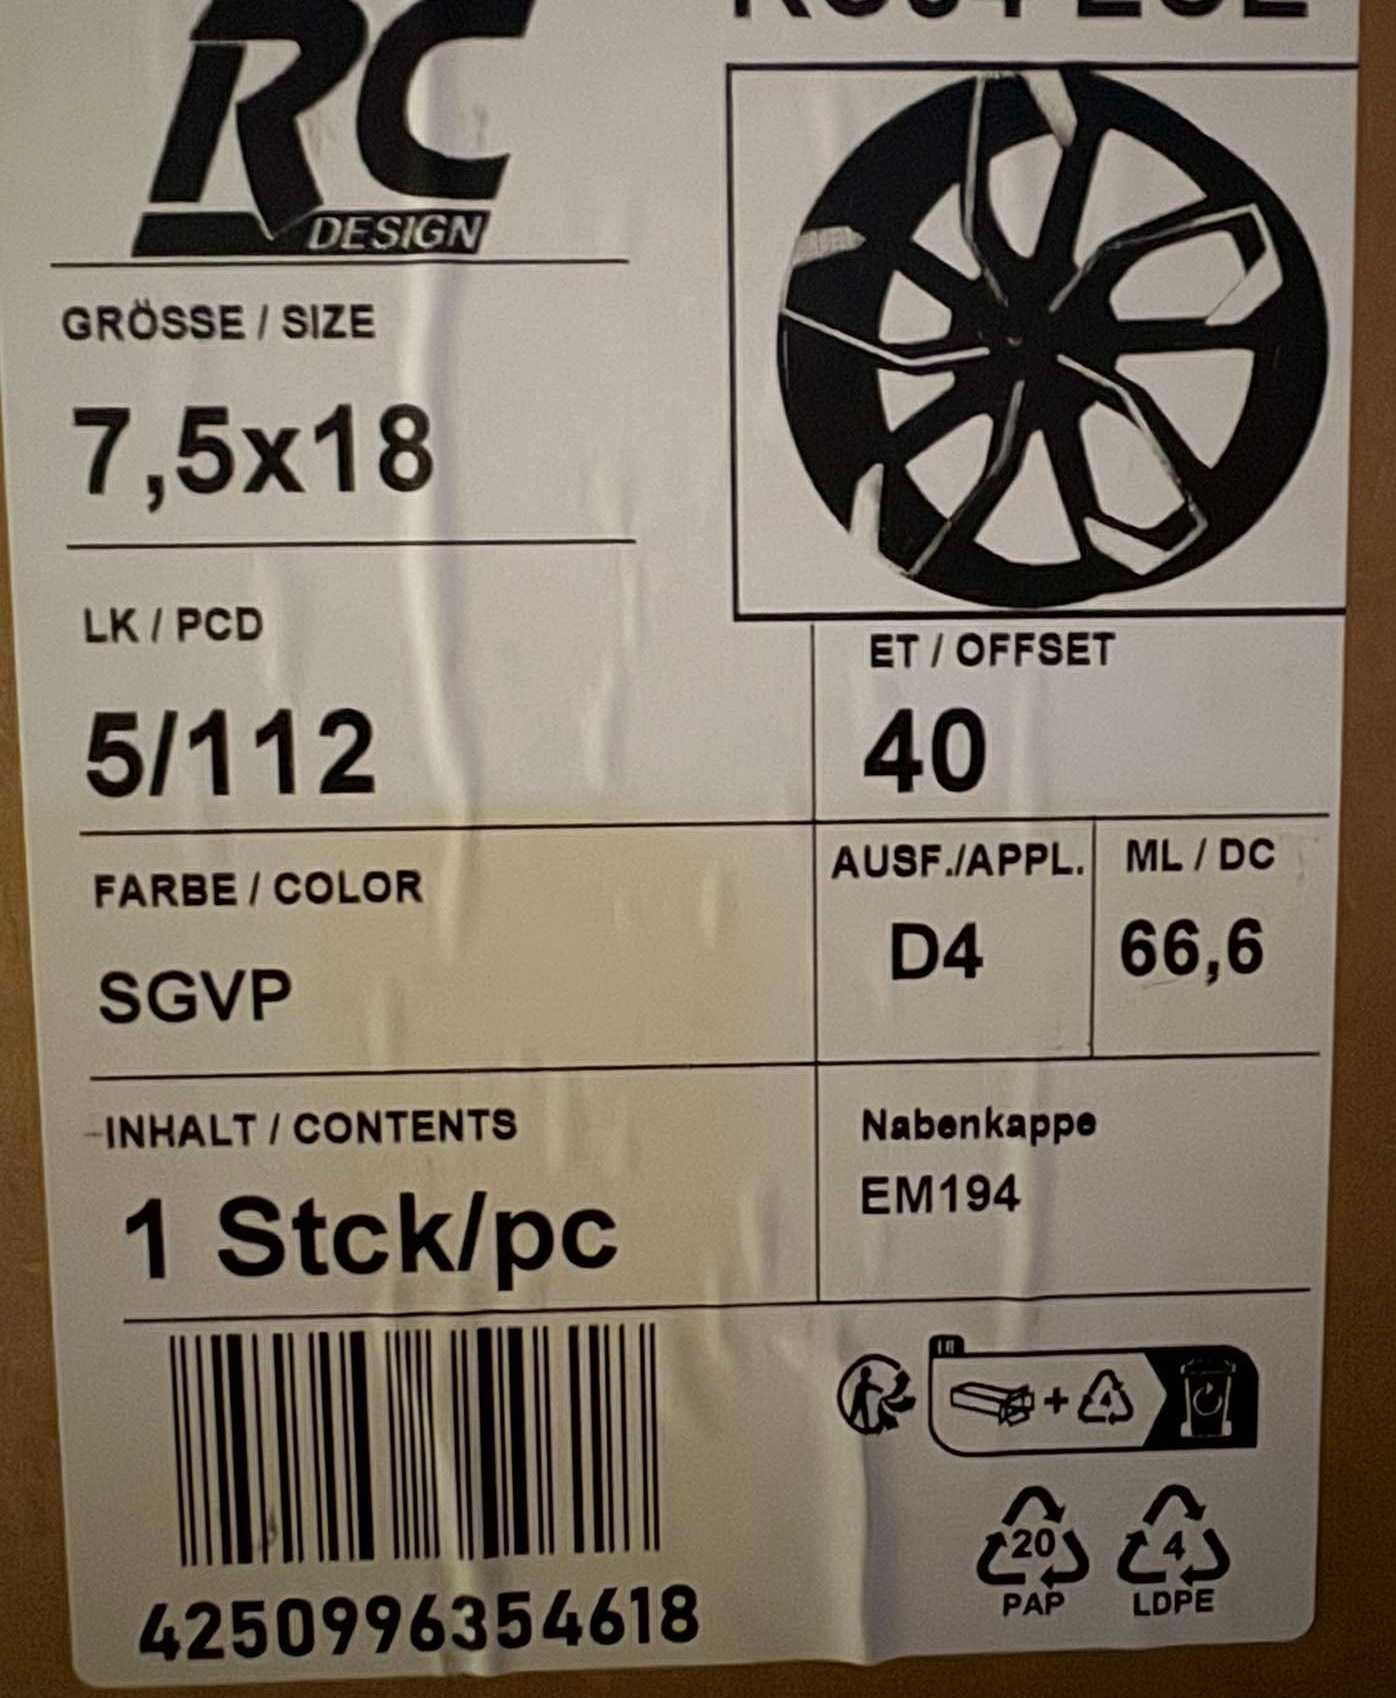 RC
DESIGN
GRÖSSE / SIZE
7,5x18
LK / PCD
5/112
ET / OFFSET
40
FARBE / COLOR
SGVP
AUSF./APPL.
D4
ML / DC
66,6
INHALT / CONTENTS
1 Stck/pc
Nabenkappe
EM194
4250996354618
+ 4
20
PAP
4
LDPE